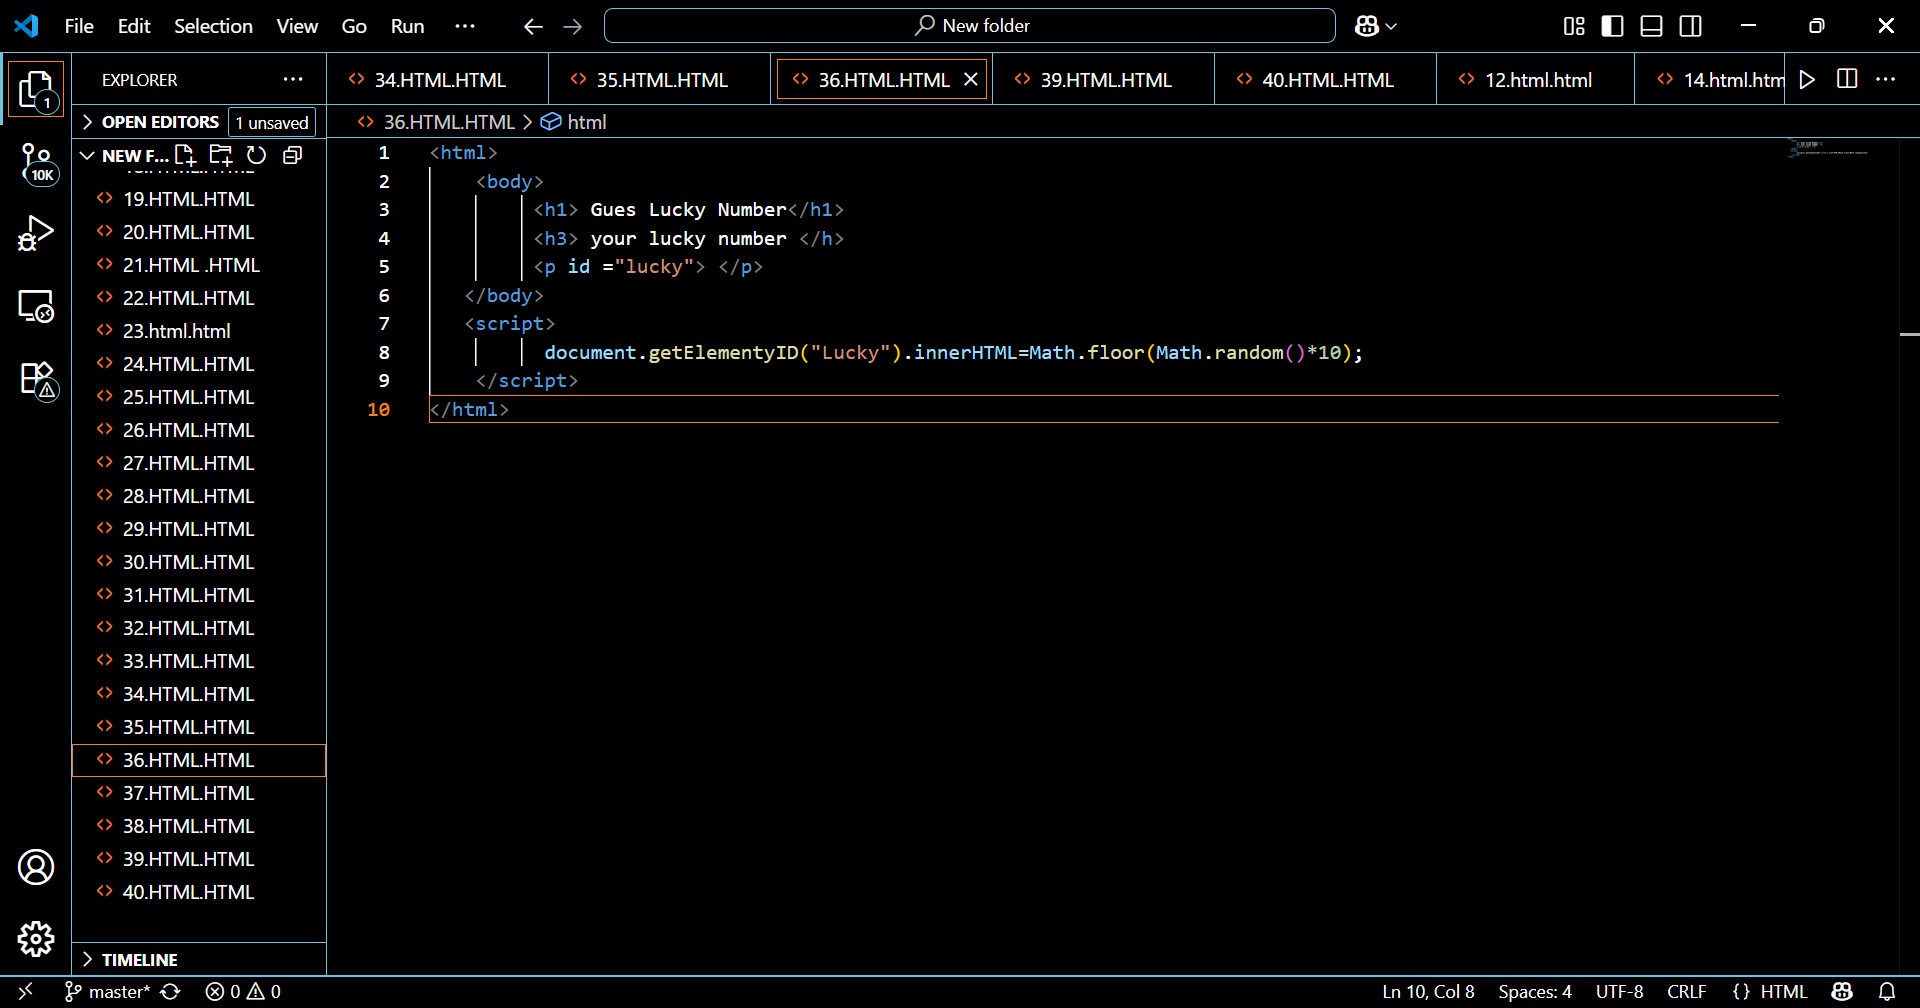 File Edit Selection View Go Run ··· New folder
EXPLORER ···
1
OPEN EDITORS 1 unsaved
NEW F...
10K
19.HTML.HTML
20.HTML.HTML
21.HTML .HTML
22.HTML.HTML
23.html.html
24.HTML.HTML
25.HTML.HTML
26.HTML.HTML
27.HTML.HTML
28.HTML.HTML
29.HTML.HTML
30.HTML.HTML
31.HTML.HTML
32.HTML.HTML
33.HTML.HTML
34.HTML.HTML
35.HTML.HTML
36.HTML.HTML
37.HTML.HTML
38.HTML.HTML
39.HTML.HTML
40.HTML.HTML
TIMELINE
34.HTML.HTML 35.HTML.HTML 36.HTML.HTML 39.HTML.HTML 40.HTML.HTML 12.html.html 14.html.htm
36.HTML.HTML > html
1 <html>
2 <body>
3 <h1> Gues Lucky Number</h1>
4 <h3> your lucky number </h>
5 <p id ="lucky"> </p>
6 </body>
7 <script>
8 document.getElementyID("Lucky").innerHTML=Math.floor(Math.random()*10);
9 </script>
10 </html>
master* 0 0 Ln 10, Col 8 Spaces: 4 UTF-8 CRLF {} HTML